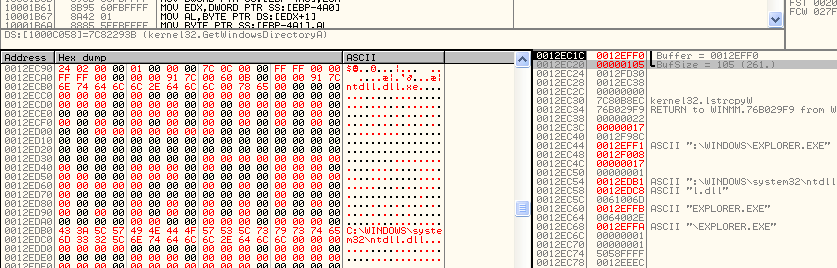 10001B61 8B95 60FBFFFF MOV EDX,DWORD PTR SS:[EBP-4A0]
10001B67 8A42 01 MOV AL,BYTE PTR DS:[EDX+1]
DS:[1000C058]=7C82293B (kernel32.GetWindowsDirectoryA)
FST 0020
FCW 027F
Address Hex dump ASCII
0012EC90 24 02 00 00 01 00 00 00 7C 0C 00 00 FF FF 00 00
0012ECA0 FF FF 00 00 00 00 91 7C 60 0B 00 00 00 00 91 7C
0012ECB0 6E 74 64 6C 6C 2E 64 6C 6C 00 78 65 00 00 00 00 ntdll.dll.xe....
0012ECC0 00 00 00 00 00 00 00 00 00 00 00 00 00 00 00 00 ................
0012ECD0 00 00 00 00 00 00 00 00 00 00 00 00 00 00 00 00 ................
0012ECE0 00 00 00 00 00 00 00 00 00 00 00 00 00 00 00 00 ................
0012ECF0 00 00 00 00 00 00 00 00 00 00 00 00 00 00 00 00 ................
0012ED00 00 00 00 00 00 00 00 00 00 00 00 00 00 00 00 00 ................
0012ED10 00 00 00 00 00 00 00 00 00 00 00 00 00 00 00 00 ................
0012ED20 00 00 00 00 00 00 00 00 00 00 00 00 00 00 00 00 ................
0012ED30 00 00 00 00 00 00 00 00 00 00 00 00 00 00 00 00 ................
0012ED40 00 00 00 00 00 00 00 00 00 00 00 00 00 00 00 00 ................
0012ED50 00 00 00 00 00 00 00 00 00 00 00 00 00 00 00 00 ................
0012ED60 00 00 00 00 00 00 00 00 00 00 00 00 00 00 00 00 ................
0012ED70 00 00 00 00 00 00 00 00 00 00 00 00 00 00 00 00 ................
0012ED80 00 00 00 00 00 00 00 00 00 00 00 00 00 00 00 00 ................
0012ED90 00 00 00 00 00 00 00 00 00 00 00 00 00 00 00 00 ................
0012EDA0 00 00 00 00 00 00 00 00 00 00 00 00 00 00 00 00 ................
0012EDB0 43 3A 5C 57 49 4E 44 4F 57 53 5C 73 79 73 74 65 C:\WINDOWS\syste
0012EDC0 6D 33 32 5C 6E 74 64 6C 6C 2E 64 6C 6C 00 00 00 m32\ntdll.dll...
0012EDD0 00 00 00 00 00 00 00 00 00 00 00 00 00 00 00 00 ................
0012EC1C 0012EFF0 Buffer = 0012EFF0
0012EC20 00000105 BufSize = 105 (261.)
0012EC24 0012FD30
0012EC28 0012EC38
0012EC2C 00000000
0012EC30 7C80B8EC kernel32.lstrcpyW
0012EC34 76B029F9 RETURN to WINMM.76B029F9 from W
0012EC38 00000022
0012EC3C 00000017
0012EC40 0012F98C
0012EC44 0012EFF1 ASCII ":\WINDOWS\EXPLORER.EXE"
0012EC48 0012F008
0012EC4C 00000017
0012EC50 00000001
0012EC54 0012EDB1 ASCII ":\WINDOWS\system32\ntdll
0012EC58 0012EDC8 ASCII "l.dll"
0012EC5C 0061006D
0012EC60 0012EFFB ASCII "EXPLORER.EXE"
0012EC64 0064002E
0012EC68 0012EFFA ASCII "\EXPLORER.EXE"
0012EC6C 00000001
0012EC70 00000001
0012EC74 5058FFFF
0012EC78 0012EEEC